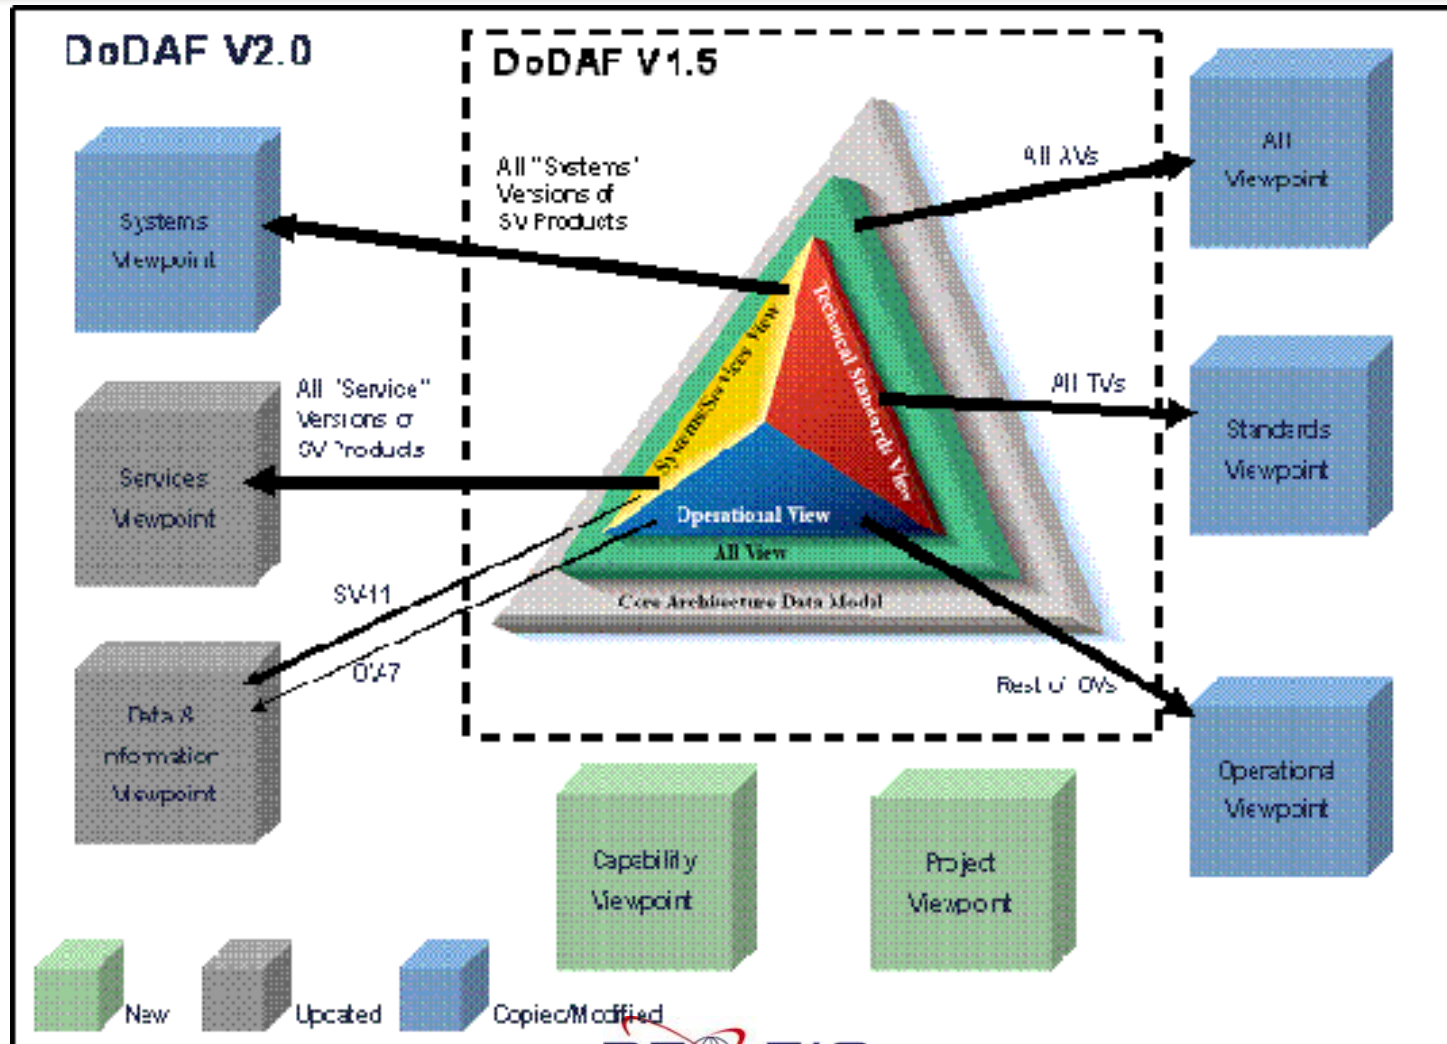 DoDAF V2.0
DoDAF V1.5
All "Systems"
Versions of
SV Products
All AVs
All
Viewpoint
Systems
Viewpoint
Technical Standards View
Systems/Services View
All "Service"
Versions of
SV Products
All TVs
Standards
Viewpoint
Services
Viewpoint
Operational View
All View
Core Architecture Data Model
SV-11
OV-7
Rest of OVs
Data &
Information
Viewpoint
Operational
Viewpoint
Capability
Viewpoint
Project
Viewpoint
New
Updated
Copied/Modified